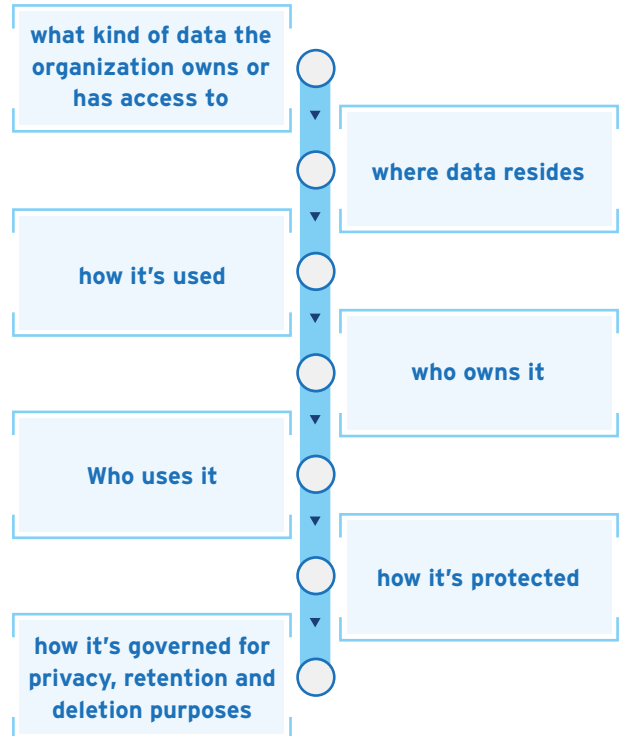 what kind of data the
organization owns or
has access to
where data resides
how it's used
who owns it
Who uses it
how it's protected
how it's governed for
privacy, retention and
deletion purposes